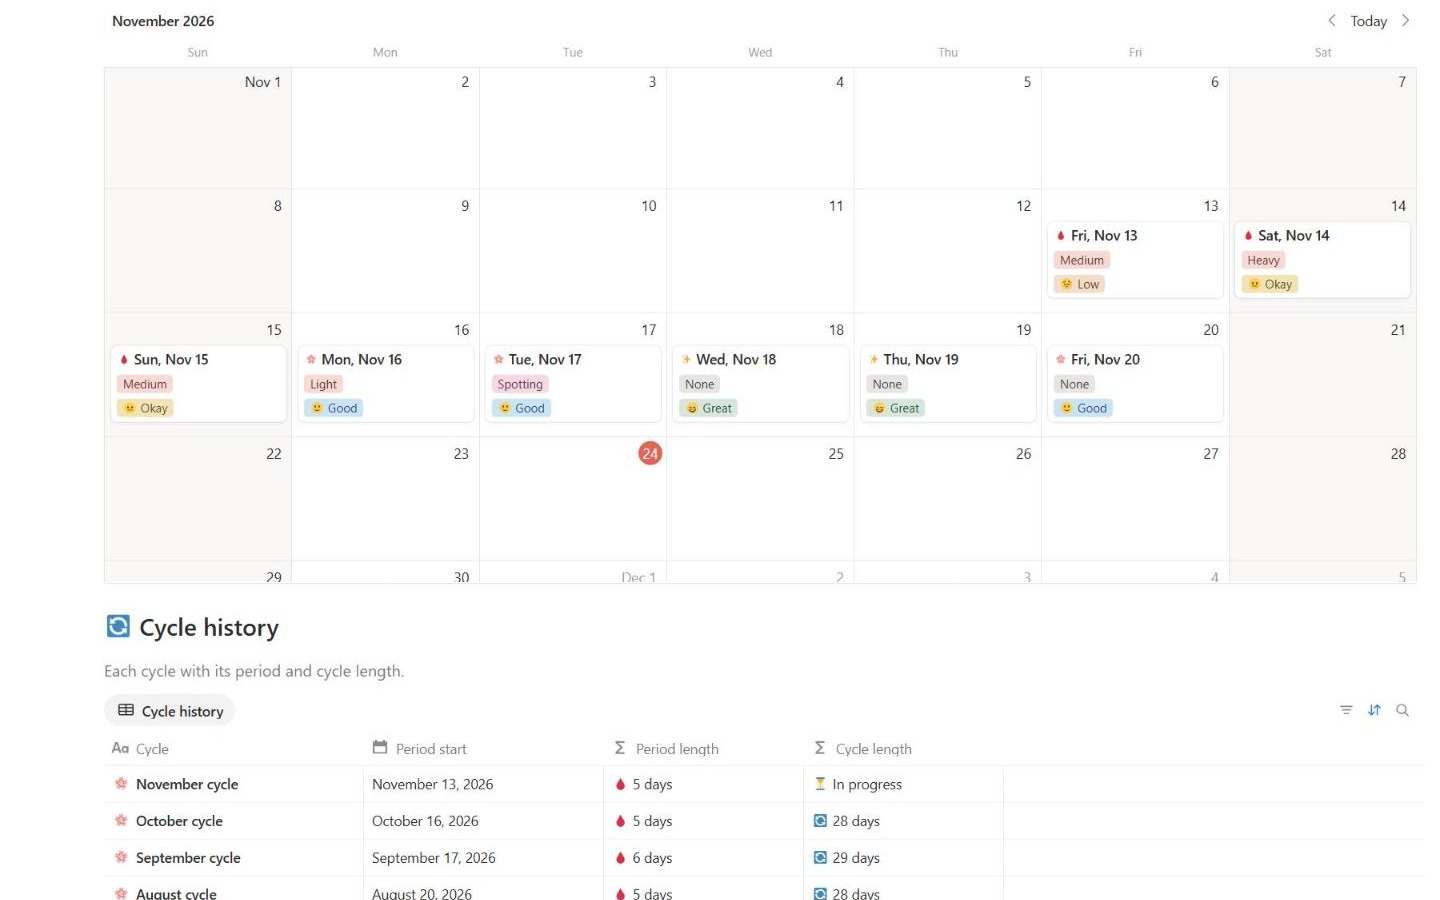 November 2026
Today
Sun Mon Tue Wed Thu Fri Sat
Nov 1 2 3 4 5 6 7
8 9 10 11 12 13 14
Fri, Nov 13 Sat, Nov 14
Medium Heavy
Low Okay
15 16 17 18 19 20 21
Sun, Nov 15 Mon, Nov 16 Tue, Nov 17 Wed, Nov 18 Thu, Nov 19 Fri, Nov 20
Medium Light Spotting None None None
Okay Good Good Great Great Good
22 23 24 25 26 27 28
29 30 Dec 1 2 3 4 5
Cycle history
Each cycle with its period and cycle length.
Cycle history
Aa Cycle Period start Σ Period length Σ Cycle length
November cycle November 13, 2026 5 days In progress
October cycle October 16, 2026 5 days 28 days
September cycle September 17, 2026 6 days 29 days
August cycle August 20, 2026 5 days 28 days